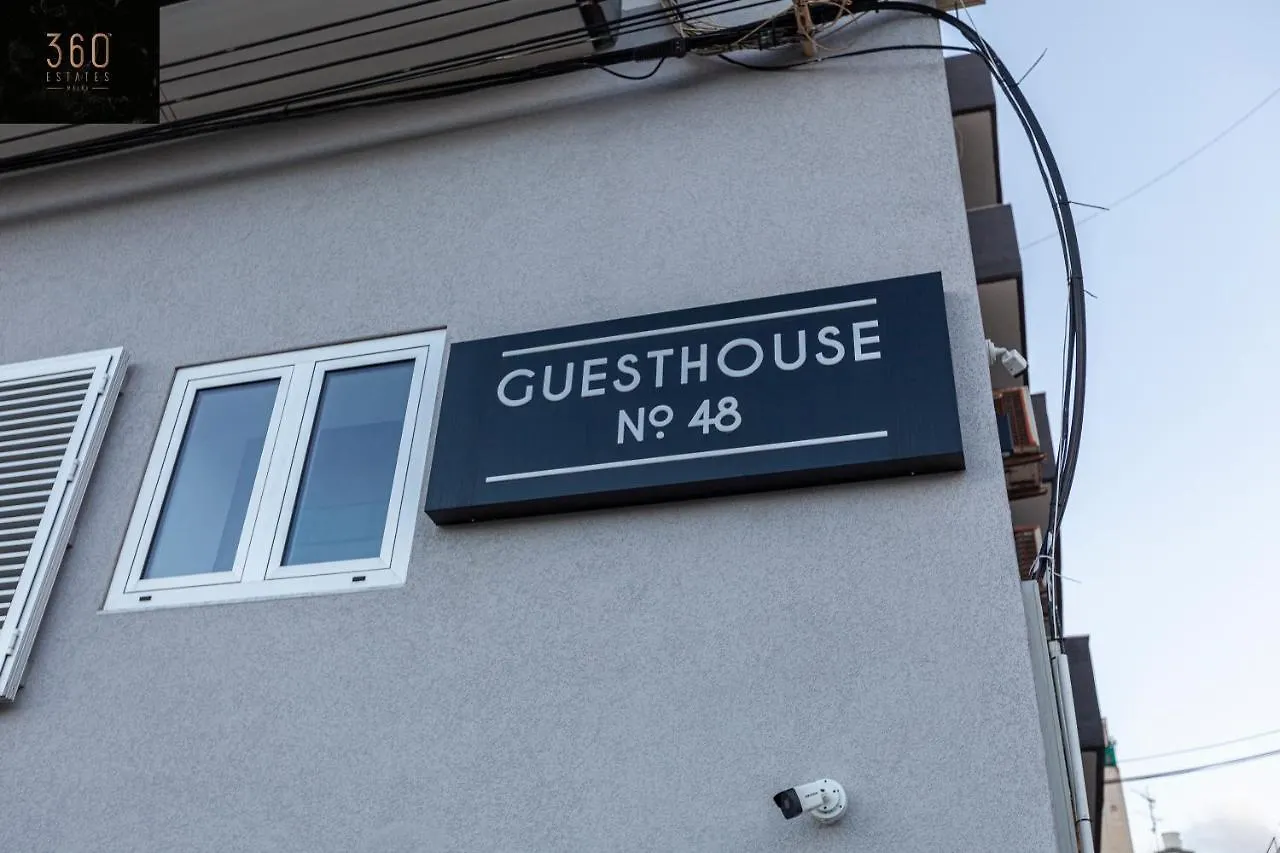 360°
ESTATES
MALTA
GUESTHOUSE
Nº 48